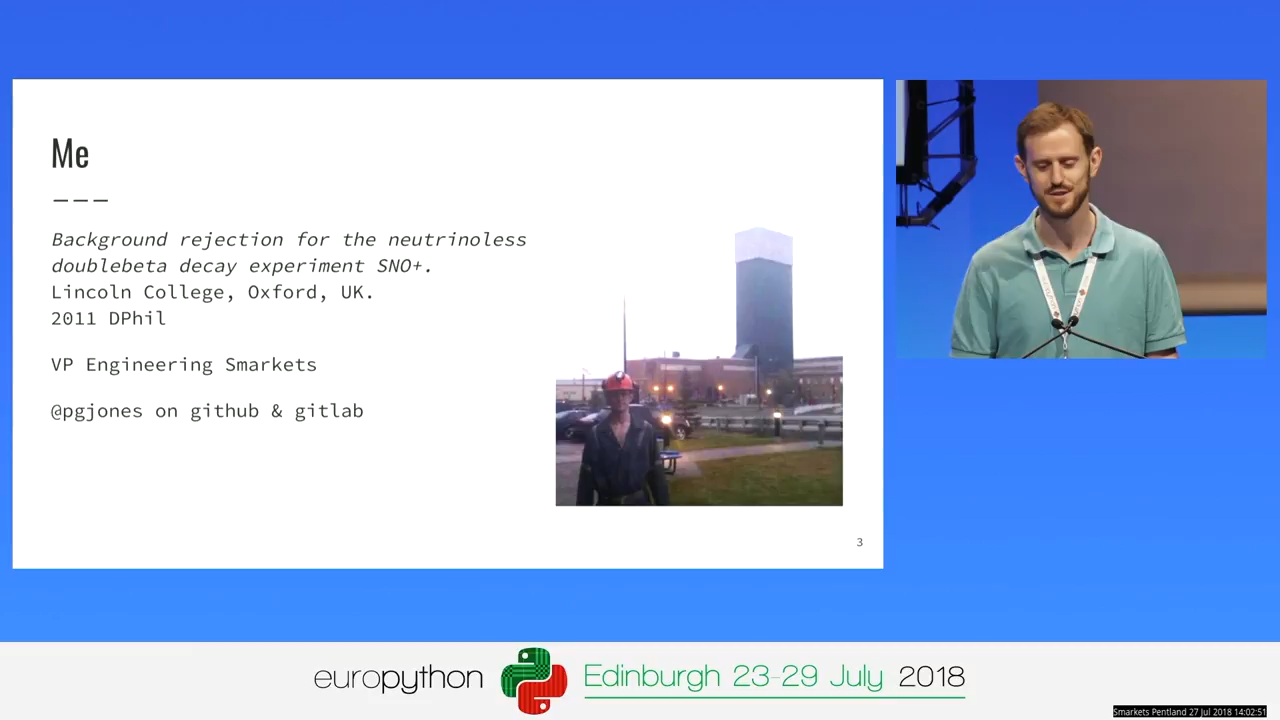 Me
---
Background rejection for the neutrinoless
doublebeta decay experiment SNO+.
Lincoln College, Oxford, UK.
2011 DPhil
VP Engineering Smarkets
@pgjones on github & gitlab
3
europython
Edinburgh 23-29 July 2018
Smarkets Pentland 27 Jul 2018 14:02:51